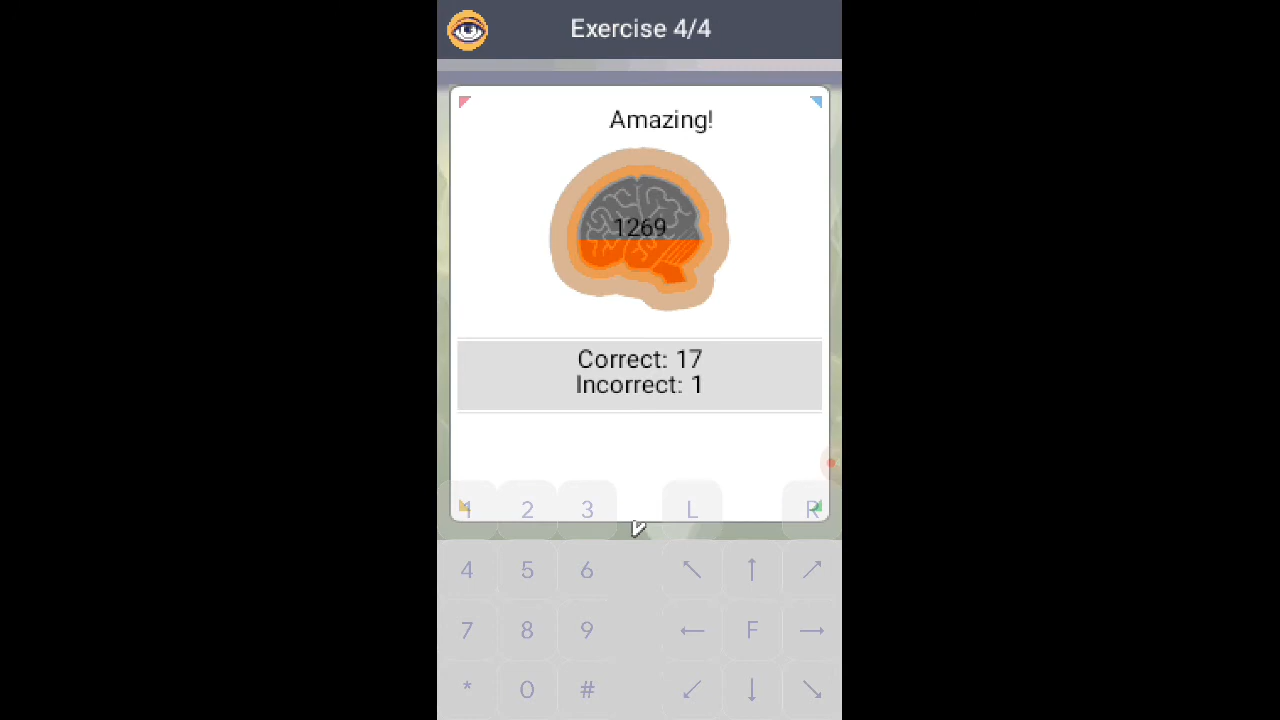 Exercise 4/4
Amazing!
1269
Correct: 17
Incorrect: 1
1 2 3 L R
4 5 6 ↖ ↑ ↗
7 8 9 ← F →
* 0 # ↙ ↓ ↘